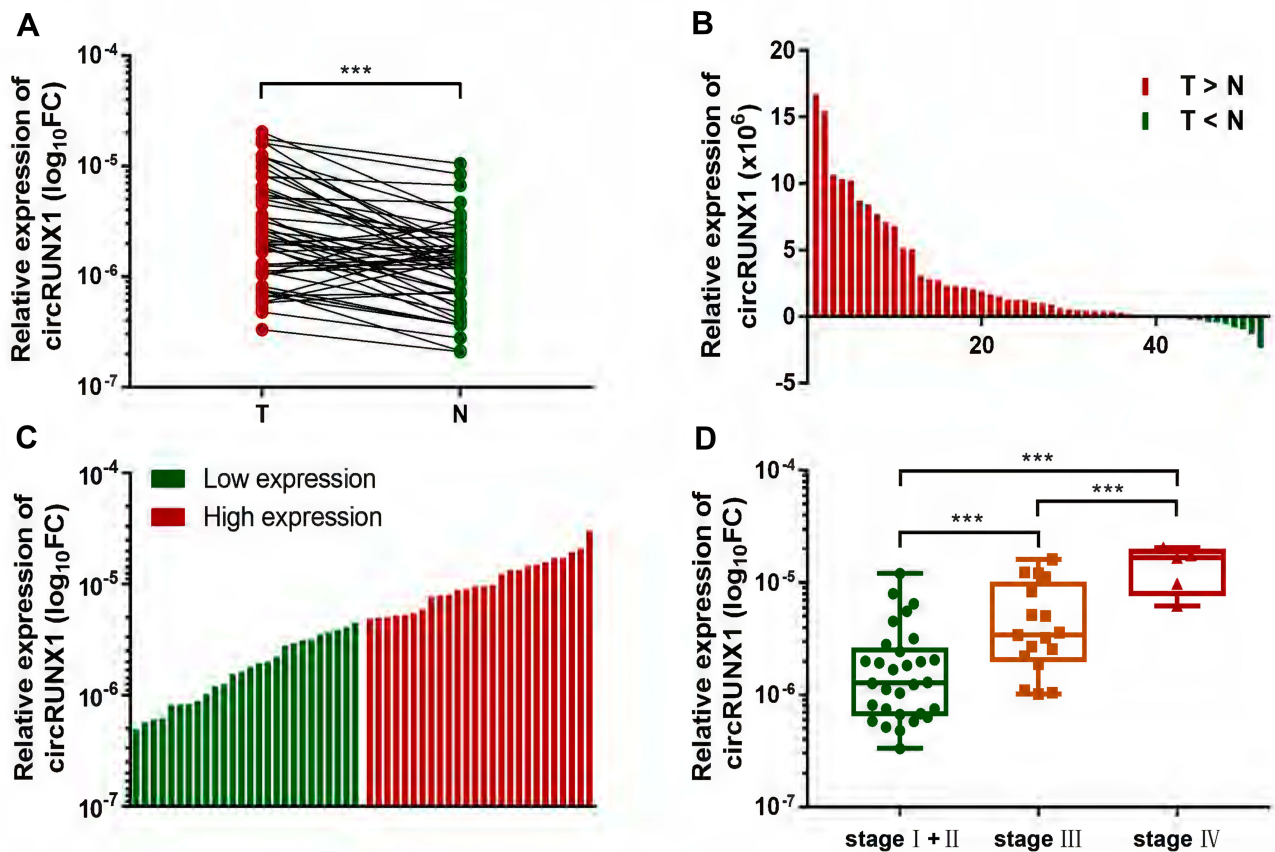 A
Relative expression of
circRUNX1 (log10FC)
10-4
10-5
10-6
10-7
***
T
N
B
Relative expression of
circRUNX1 (x10⁶)
20
15
10
5
0
-5
20
40
T > N
T < N
C
Relative expression of
circRUNX1 (log10FC)
10-4
10-5
10-6
10-7
Low expression
High expression
D
Relative expression of
circRUNX1 (log10FC)
10-4
10-5
10-6
10-7
***
***
***
stage Ⅰ + Ⅱ
stage Ⅲ
stage Ⅳ